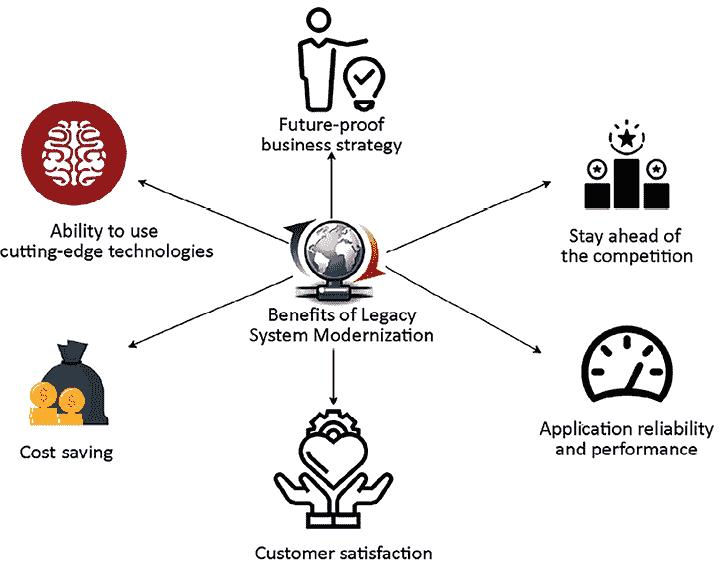 Future-proof
business strategy
Ability to use
cutting-edge technologies
Stay ahead of
the competition
Benefits of Legacy
System Modernization
$
$
Cost saving
Application reliability
and performance
Customer satisfaction